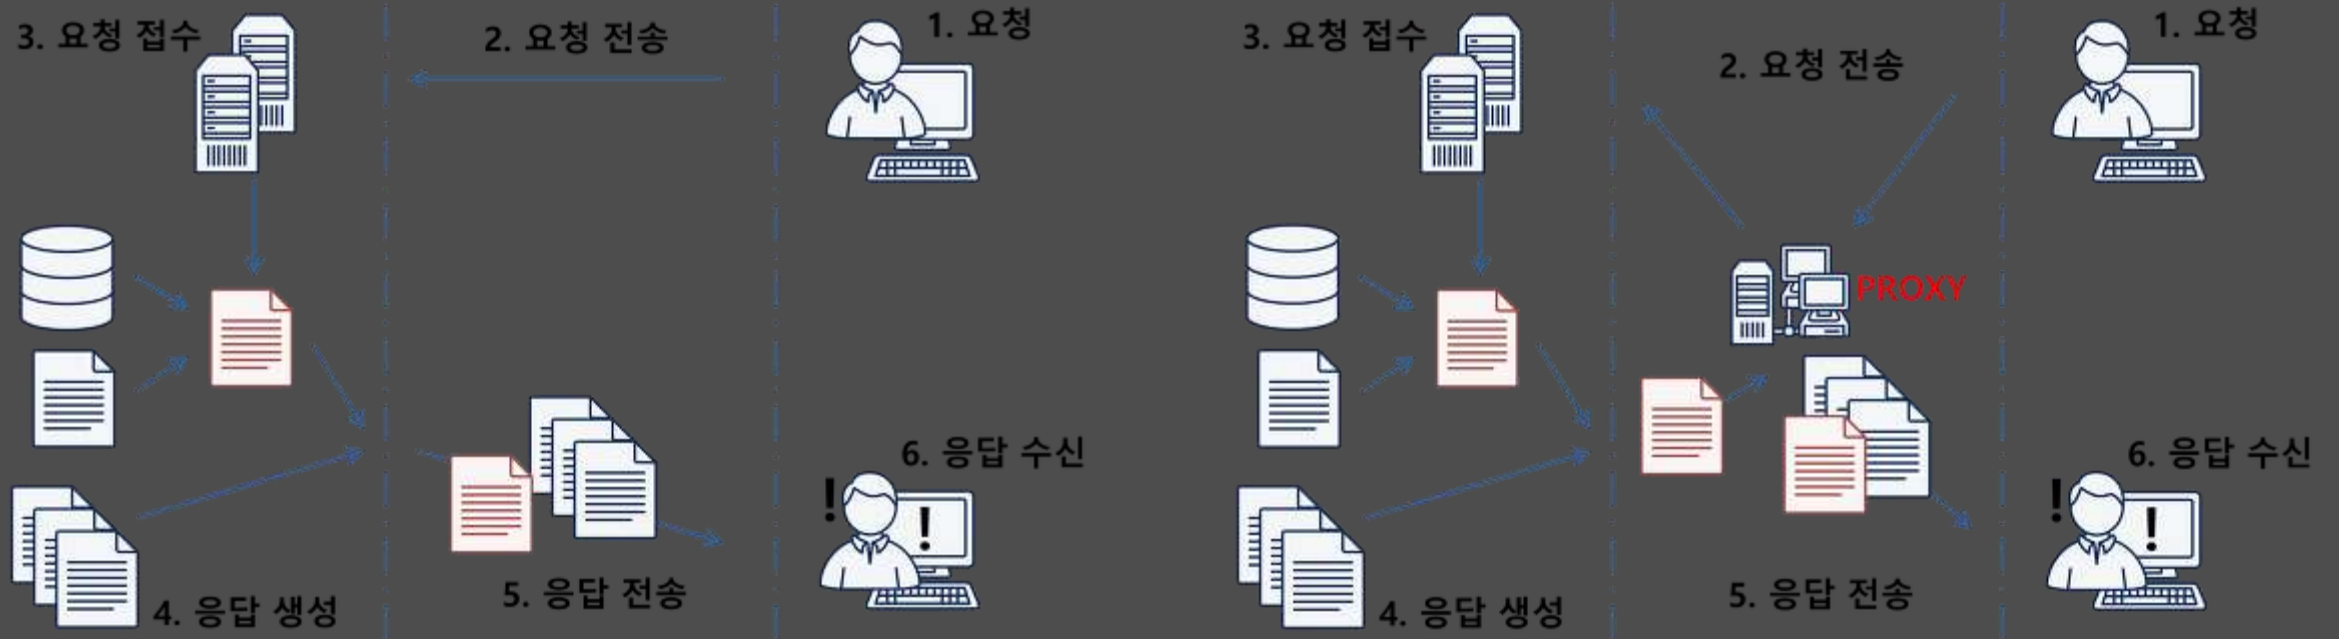 3. 요청 접수
2. 요청 전송
1. 요청
6. 응답 수신
!
!
5. 응답 전송
4. 응답 생성
3. 요청 접수
2. 요청 전송
1. 요청
PROXY
6. 응답 수신
!
!
5. 응답 전송
4. 응답 생성